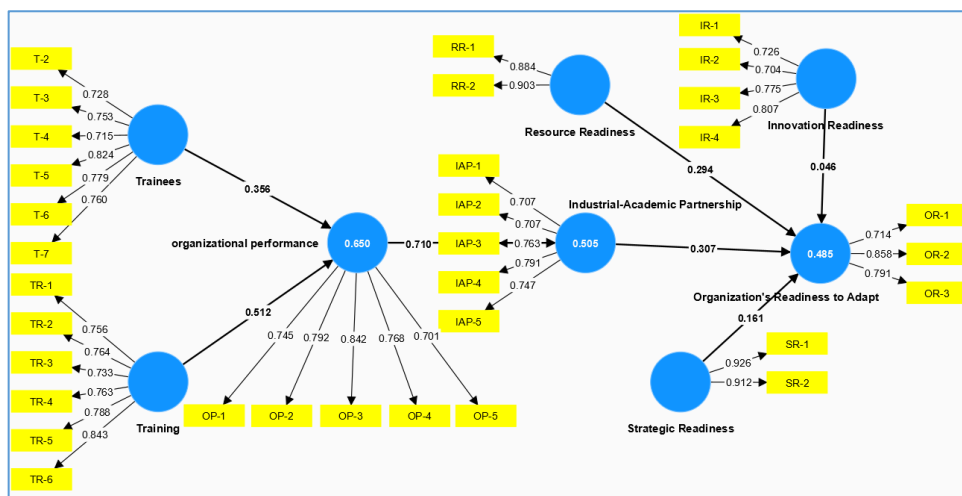 T-2
T-3
T-4
T-5
T-6
T-7
0.728
0.753
0.715
0.824
0.779
0.760
Trainees
0.356
TR-1
TR-2
TR-3
TR-4
TR-5
TR-6
0.756
0.764
0.733
0.763
0.788
0.843
Training
0.512
organizational performance
0.650
0.710
0.745
0.792
0.842
0.768
0.701
OP-1
OP-2
OP-3
OP-4
OP-5
RR-1
RR-2
0.884
0.903
Resource Readiness
0.294
IAP-1
IAP-2
IAP-3
IAP-4
IAP-5
0.707
0.707
0.763
0.791
0.747
Industrial-Academic Partnership
0.505
0.307
IR-1
IR-2
IR-3
IR-4
0.726
0.704
0.775
0.807
Innovation Readiness
0.046
0.485
Organization's Readiness to Adapt
0.714
0.858
0.791
OR-1
OR-2
OR-3
0.161
SR-1
SR-2
0.926
0.912
Strategic Readiness